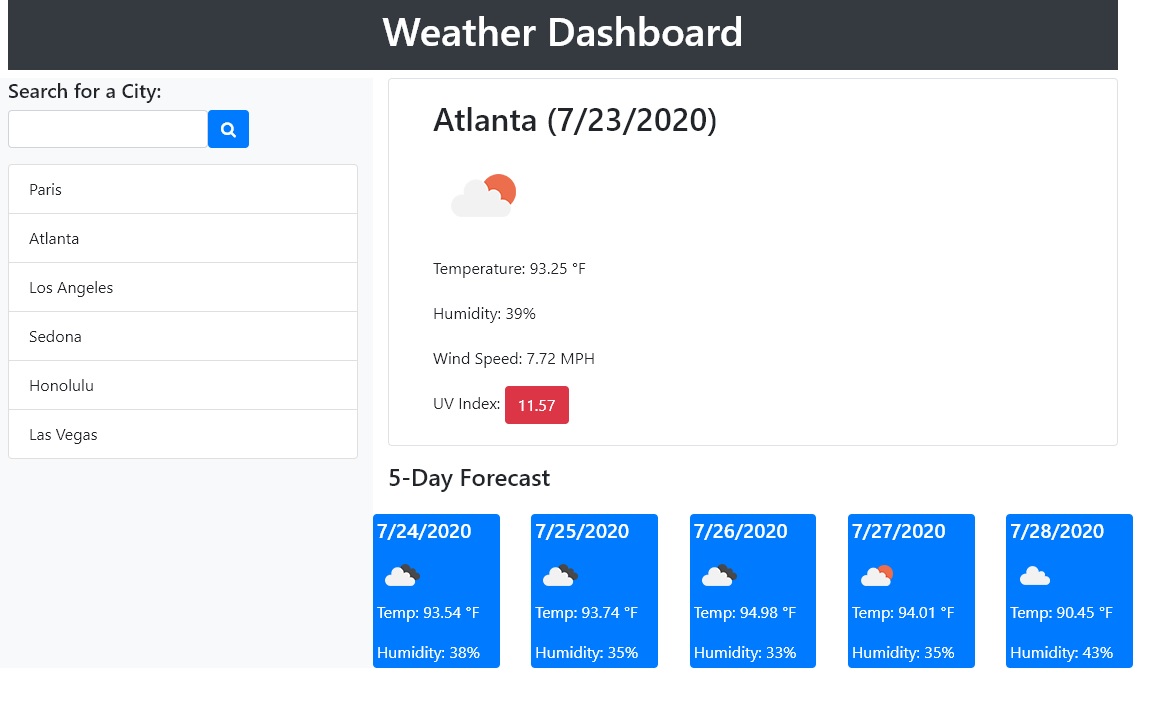 Weather Dashboard
Search for a City:
Paris
Atlanta
Los Angeles
Sedona
Honolulu
Las Vegas
Atlanta (7/23/2020)
Temperature: 93.25 °F
Humidity: 39%
Wind Speed: 7.72 MPH
UV Index: 11.57
5-Day Forecast
7/24/2020
Temp: 93.54 °F
Humidity: 38%
7/25/2020
Temp: 93.74 °F
Humidity: 35%
7/26/2020
Temp: 94.98 °F
Humidity: 33%
7/27/2020
Temp: 94.01 °F
Humidity: 35%
7/28/2020
Temp: 90.45 °F
Humidity: 43%